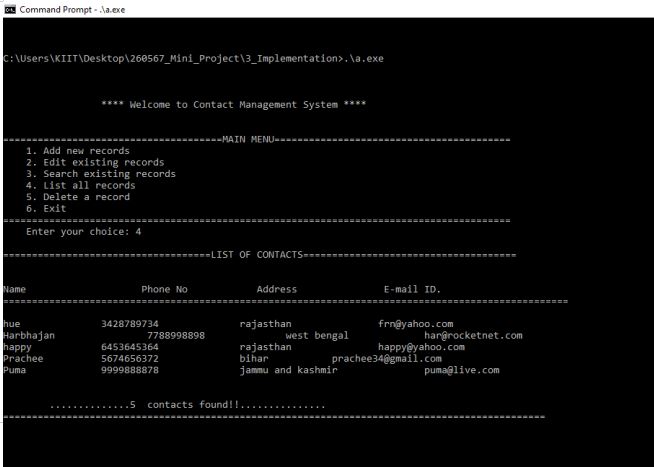 Command Prompt - .\a.exe
C:\Users\KIIT\Desktop\260567_Mini_Project\3_Implementation>.\a.exe
**** Welcome to Contact Management System ****
======================================MAIN MENU=========================================
1. Add new records
2. Edit existing records
3. Search existing records
4. List all records
5. Delete a record
6. Exit
========================================================================================
Enter your choice: 4
====================================LIST OF CONTACTS=====================================
Name Phone No Address E-mail ID.
==================================================================================================
hue 3428789734 rajasthan frn@yahoo.com
Harbhajan 7788998898 west bengal har@rocketnet.com
happy 6453645364 rajasthan happy@yahoo.com
Prachee 5674656372 bihar prachee34@gmail.com
Puma 9999888878 jammu and kashmir puma@live.com
..............5 contacts found!!...............
==============================================================================================